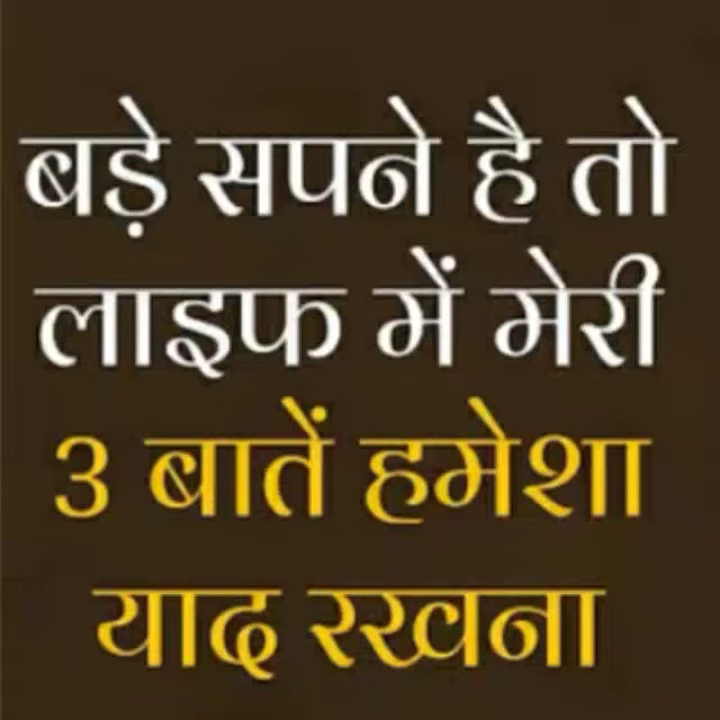 बड़े सपने है तो
लाइफ में मेरी
3 बातें हमेशा
याद रखना